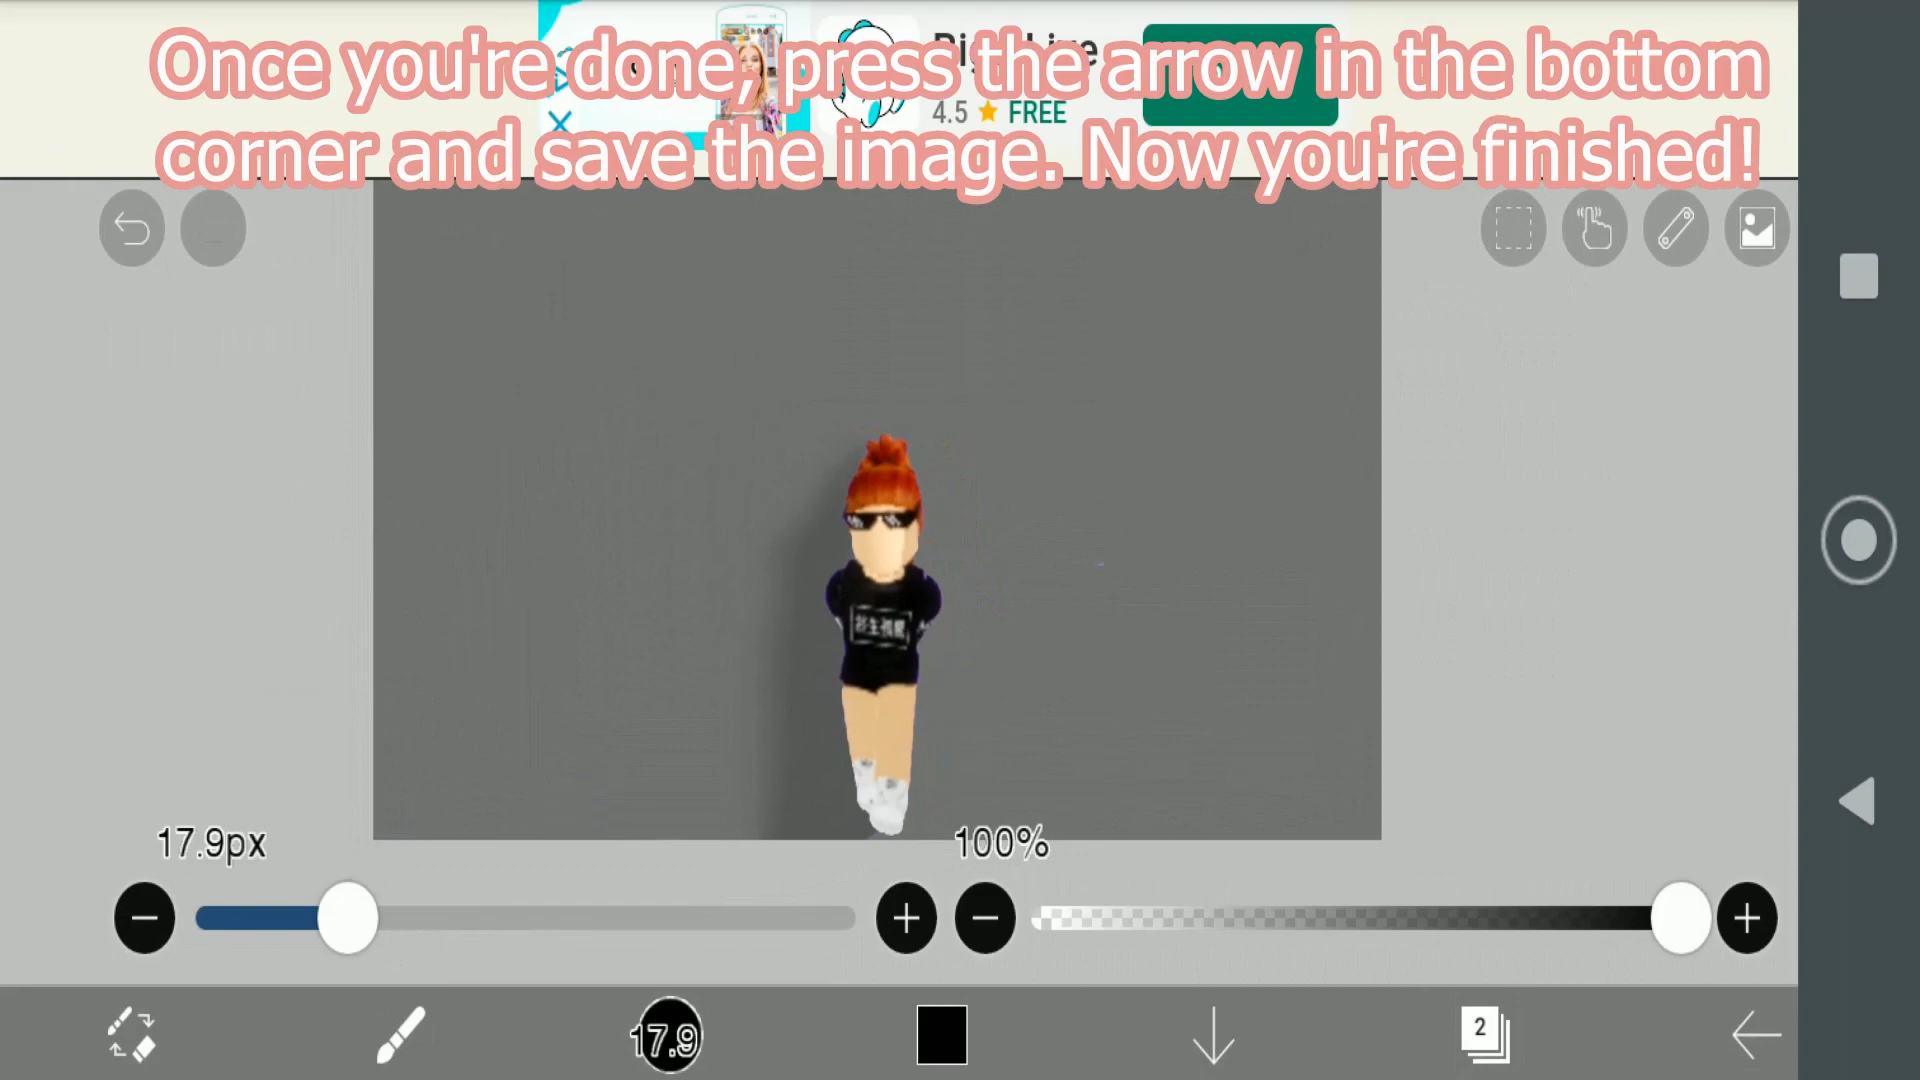 Once you're done, press the arrow in the bottom
corner and save the image. Now you're finished!
4.5 ★ FREE
17.9px
100%
17.9
2